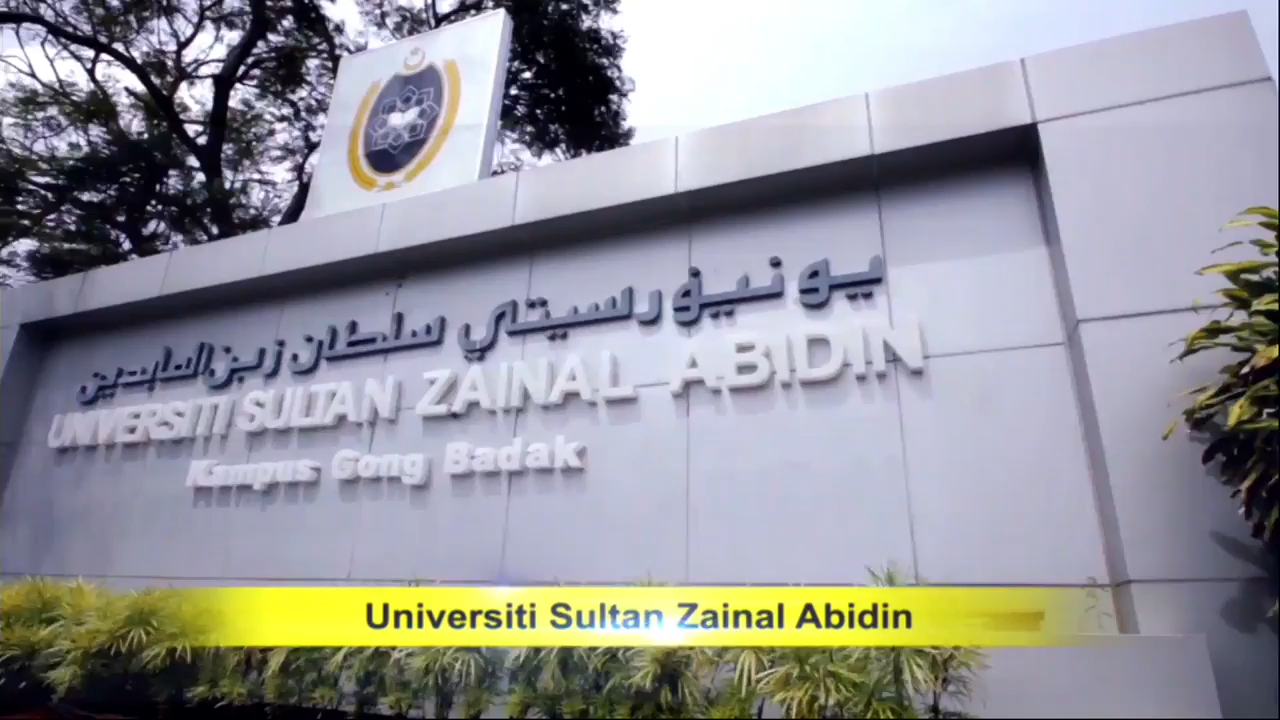 يونيۏرسيتي سلطان زين العابدين
UNIVERSITI SULTAN ZAINAL ABIDIN
Kampus Gong Badak
Universiti Sultan Zainal Abidin